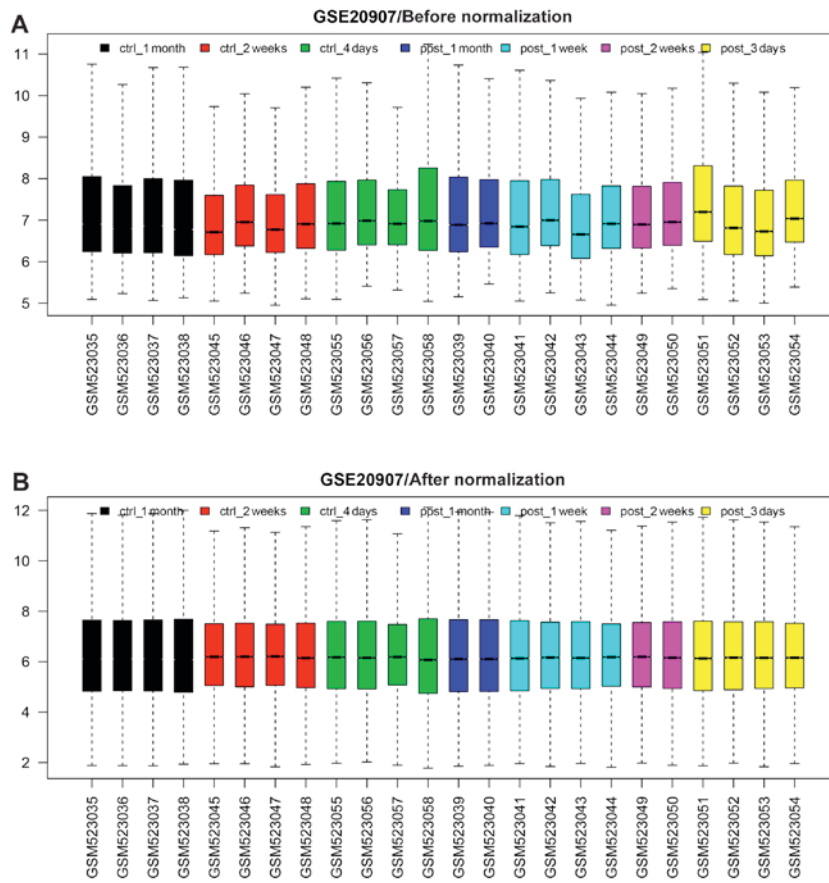 A
GSE20907/Before normalization
ctrl_1 month ctrl_2 weeks ctrl_4 days post_1 month post_1 week post_2 weeks post_3 days
11
10
9
8
7
6
5
GSM523035
GSM523036
GSM523037
GSM523038
GSM523045
GSM523046
GSM523047
GSM523048
GSM523055
GSM523056
GSM523057
GSM523058
GSM523039
GSM523040
GSM523041
GSM523042
GSM523043
GSM523044
GSM523049
GSM523050
GSM523051
GSM523052
GSM523053
GSM523054
B
GSE20907/After normalization
ctrl_1 month ctrl_2 weeks ctrl_4 days post_1 month post_1 week post_2 weeks post_3 days
12
10
8
6
4
2
GSM523035
GSM523036
GSM523037
GSM523038
GSM523045
GSM523046
GSM523047
GSM523048
GSM523055
GSM523056
GSM523057
GSM523058
GSM523039
GSM523040
GSM523041
GSM523042
GSM523043
GSM523044
GSM523049
GSM523050
GSM523051
GSM523052
GSM523053
GSM523054